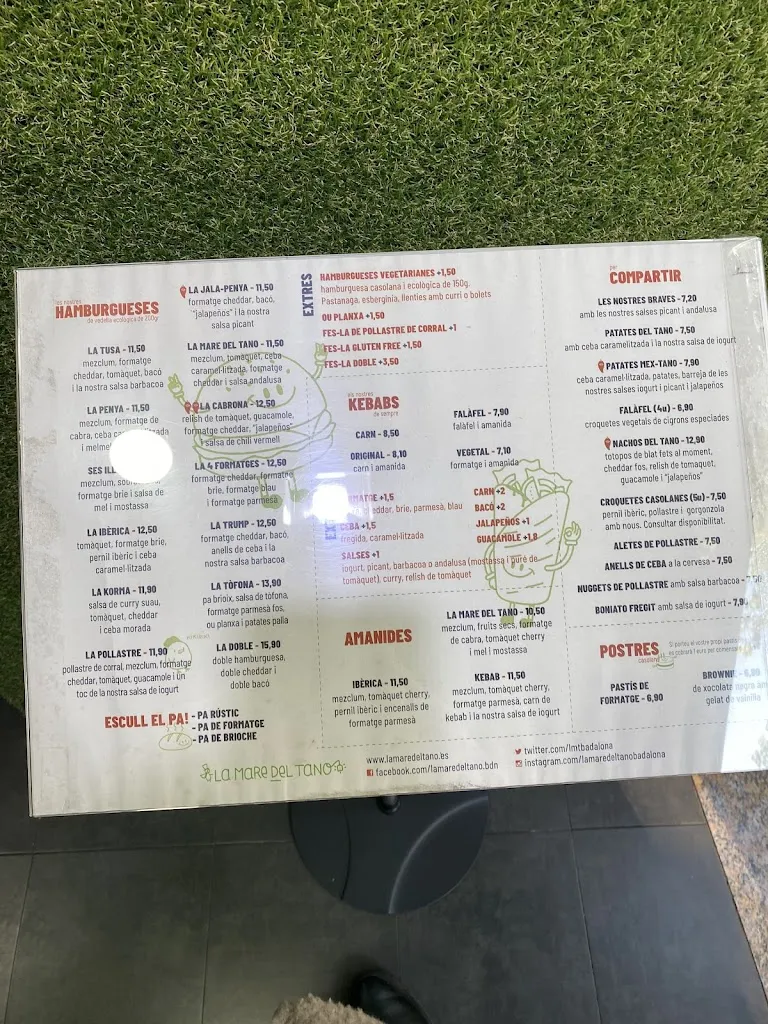 els nostres
HAMBURGUESES
de vedella ecològica de 200gr
LA TUSA - 11,50
mezclum, formatge
cheddar, tomàquet, bacó
i la nostra salsa barbacoa
LA PENYA - 11,50
mezclum, formatge de
cabra, ceba
i
SES
mezclum,
formatge brie i salsa de
mel i mostassa
LA IBÈRICA - 12,50
tomàquet, formatge brie,
pernil ibèric i ceba
caramel·litzada
LA KORMA - 11,90
salsa de curry suau,
tomàquet, cheddar
i ceba morada
LA POLLASTRE - 11,90
pollastre de corral, mezclum, formatge
cheddar, tomàquet, guacamole i un
toc de la nostra salsa de iogurt
LA JALA-PENYA - 11,50
formatge cheddar, bacó,
"jalapeños" i la nostra
salsa picant
LA MARE DEL TANO - 11,50
mezclum, tomàquet, ceba
caramel·litzada, formatge
cheddar i salsa andalusa
LA CABRONA - 12,50
relish de tomàquet, guacamole,
formatge cheddar, "jalapeños"
i salsa de chili vermell
LA 4 FORMATGES - 12,50
formatge cheddar, formatge
brie, formatge blau
i formatge parmesà
LA TRUMP - 12,50
formatge cheddar, bacó,
anells de ceba i la
nostra salsa barbacoa
LA TÒFONA - 13,90
pa brioix, salsa de tòfona,
formatge parmesà fos,
ou planxa i patates palla
LA DOBLE - 15,90
doble hamburguesa,
doble cheddar i
doble bacó
ESCULL EL PA! - PA RÚSTIC
- PA DE FORMATGE
- PA DE BRIOCHE
LA MARE DEL TANO
EXTRES
HAMBURGUESES VEGETARIANES +1,50
hamburguesa casolana i ecològica de 150g.
Pastanaga, esbergínia, llenties amb curri o bolets
OU PLANXA +1,50
FES-LA DE POLLASTRE DE CORRAL +1
FES-LA GLUTEN FREE +1,50
FES-LA DOBLE +3,50
els nostres
KEBABS
de sempre
CARN - 8,50
ORIGINAL - 8,10
carn i amanida
FALÀFEL - 7,90
falàfel i amanida
VEGETAL - 7,10
formatge i amanida
+1,5
cheddar, brie, parmesà, blau
CEBA +1,5
fregida, caramel·litzada
SALSES +1
iogurt, picant, barbacoa o andalusa (mostassa i puré de
tomàquet), curry, relish de tomàquet
CARN +2
BACÓ +2
JALAPEÑOS +1
GUACAMOLE +1,8
AMANIDES
IBÈRICA - 11,50
mezclum, tomàquet cherry,
pernil ibèric i encenalls de
formatge parmesà
LA MARE DEL TANO - 10,50
mezclum, fruits secs, formatge
de cabra, tomàquet cherry
i mel i mostassa
KEBAB - 11,50
mezclum, tomàquet cherry,
formatge parmesà, carn de
kebab i la nostra salsa de iogurt
www.lamaredeltano.es
facebook.com/lamaredeltano.bdn
twitter.com/lmtbadalona
instagram.com/lamaredeltanobadalona
per
COMPARTIR
LES NOSTRES BRAVES - 7,20
amb les nostres salses picant i andalusa
PATATES DEL TANO - 7,50
amb ceba caramelitzada i la nostra salsa de iogurt
PATATES MEX-TANO - 7,90
ceba caramel·litzada, patates, barreja de les
nostres salses iogurt i picant i jalapeños
FALÀFEL (4u) - 6,90
croquetes vegetals de cigrons especiades
NACHOS DEL TANO - 12,90
totopos de blat fets al moment,
cheddar fos, relish de tomàquet,
guacamole i "jalapeños"
CROQUETES CASOLANES (5u) - 7,50
pernil ibèric, pollastre i gorgonzola
amb nous. Consultar disponibilitat.
ALETES DE POLLASTRE - 7,50
ANELLS DE CEBA a la cervesa - 7,50
NUGGETS DE POLLASTRE amb salsa barbacoa - 7,50
BONIATO FREGIT amb salsa de iogurt - 7,9
POSTRES
casolans
PASTÍS DE
FORMATGE - 6,90
BROWNIE - 6,90
de xocolata negra amb
gelat de vainilla